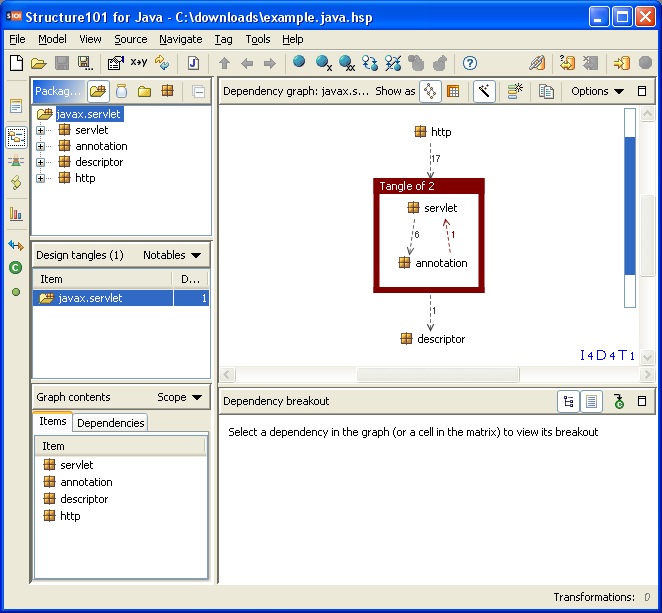 S101 Structure101 for Java - C:\downloads\example.java.hsp
File Model View Source Navigate Tag Tools Help
x→y J ?
Packag...
javax.servlet
servlet
annotation
descriptor
http
Design tangles (1) Notables
Item D...
javax.servlet 1
Graph contents Scope
Items Dependencies
Item
servlet
annotation
descriptor
http
Dependency graph: javax.s... Show as Options
http
17
Tangle of 2
servlet
6 1
annotation
1
descriptor
I4D4T1
Dependency breakout
Select a dependency in the graph (or a cell in the matrix) to view its breakout
Transformations: 0